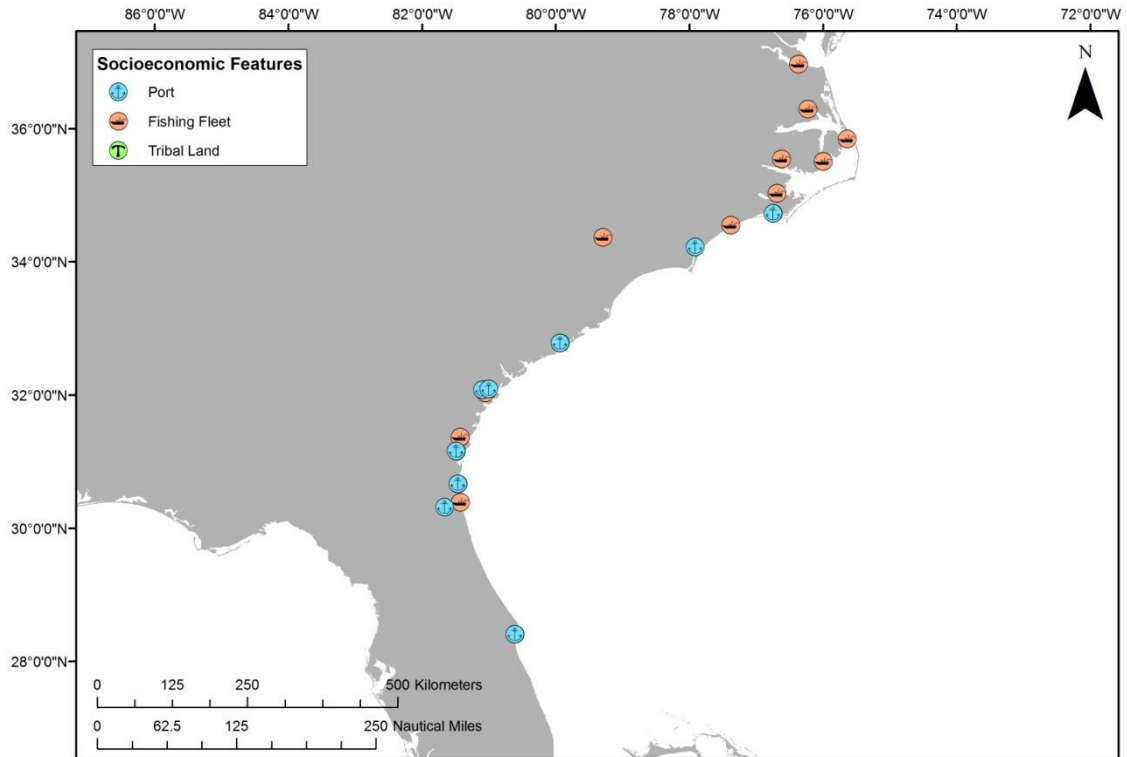 86°0'0"W 84°0'0"W 82°0'0"W 80°0'0"W 78°0'0"W 76°0'0"W 74°0'0"W 72°0'0"W
Socioeconomic Features
Port
Fishing Fleet
Tribal Land
N
36°0'0"N
34°0'0"N
32°0'0"N
30°0'0"N
28°0'0"N
0 125 250 500 Kilometers
0 62.5 125 250 Nautical Miles